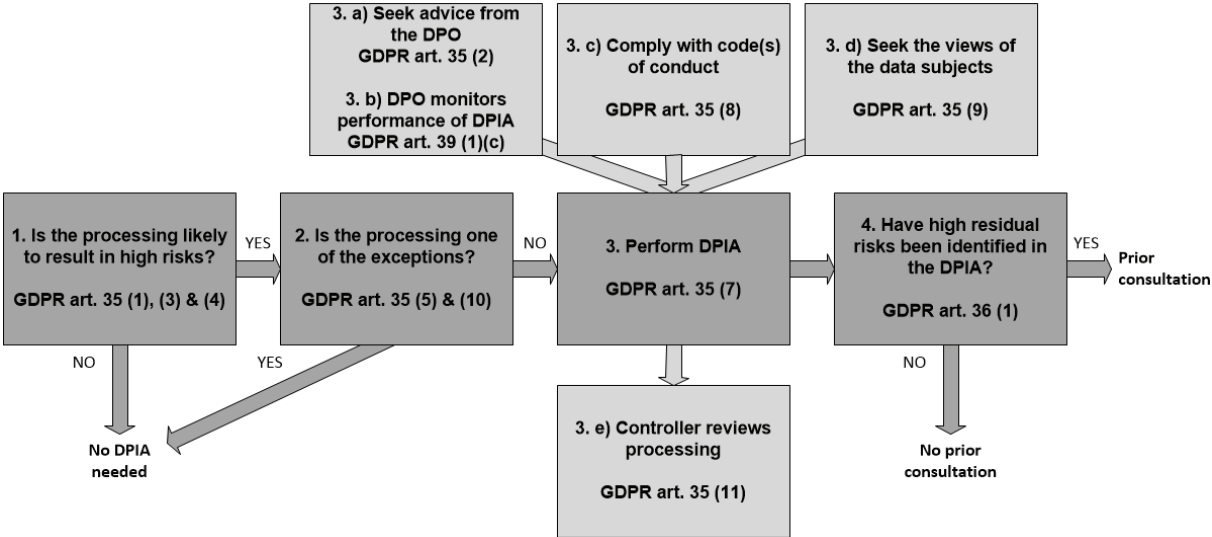 3. a) Seek advice from
the DPO
GDPR art. 35 (2)
3. b) DPO monitors
performance of DPIA
GDPR art. 39 (1)(c)
3. c) Comply with code(s)
of conduct
GDPR art. 35 (8)
3. d) Seek the views of
the data subjects
GDPR art. 35 (9)
1. Is the processing likely
to result in high risks?
GDPR art. 35 (1), (3) & (4)
YES
2. Is the processing one
of the exceptions?
GDPR art. 35 (5) & (10)
NO
3. Perform DPIA
GDPR art. 35 (7)
4. Have high residual
risks been identified in
the DPIA?
GDPR art. 36 (1)
YES
Prior
consultation
NO
YES
NO
No DPIA
needed
3. e) Controller reviews
processing
GDPR art. 35 (11)
No prior
consultation